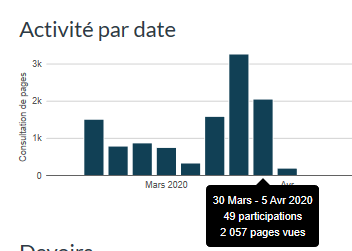 Activité par date
Consultation de pages
3k
2k
1k
0
Mars 2020
Avr
30 Mars - 5 Avr 2020
49 participations
2 057 pages vues